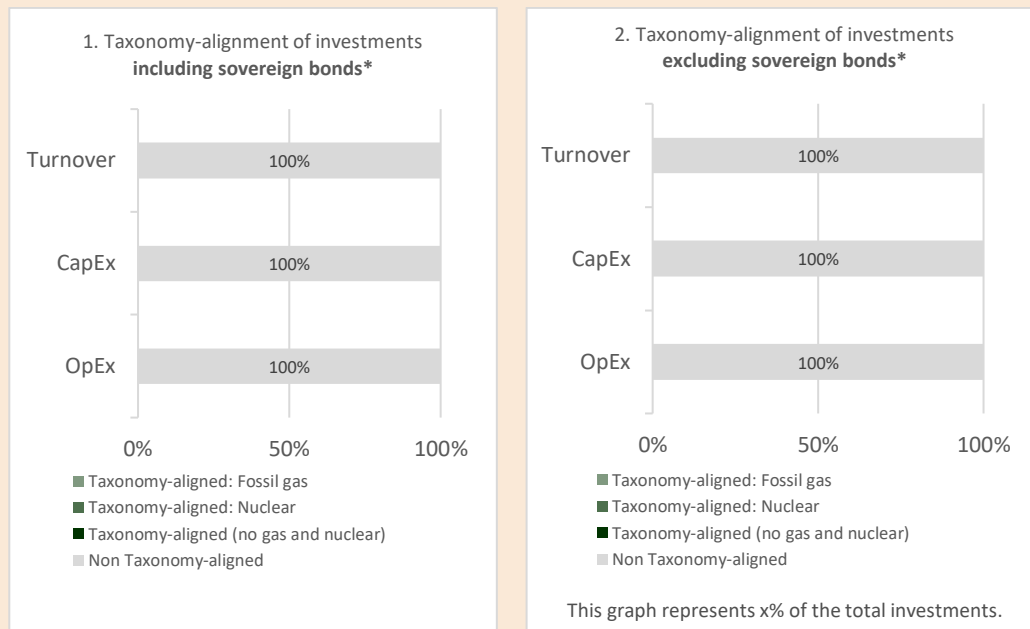 1. Taxonomy-alignment of investments
including sovereign bonds*
Turnover
100%
CapEx
100%
OpEx
100%
0%
50%
100%
Taxonomy-aligned: Fossil gas
Taxonomy-aligned: Nuclear
Taxonomy-aligned (no gas and nuclear)
Non Taxonomy-aligned
2. Taxonomy-alignment of investments
excluding sovereign bonds*
Turnover
100%
CapEx
100%
OpEx
100%
0%
50%
100%
Taxonomy-aligned: Fossil gas
Taxonomy-aligned: Nuclear
Taxonomy-aligned (no gas and nuclear)
Non Taxonomy-aligned
This graph represents x% of the total investments.